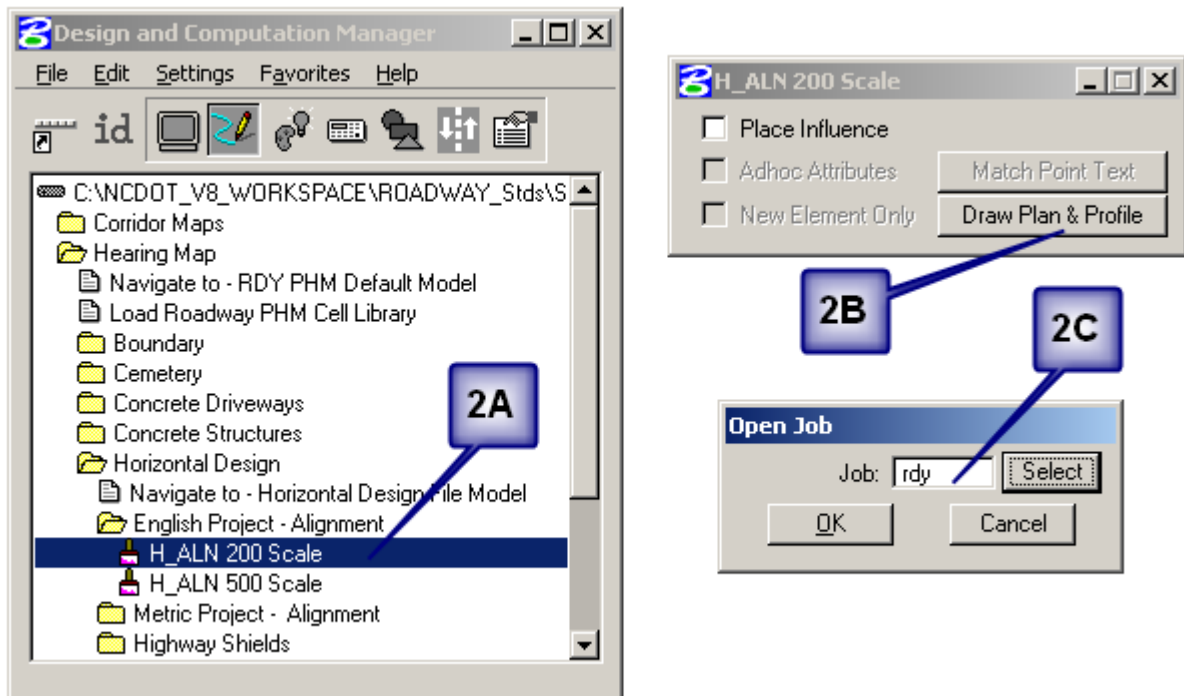 Design and Computation Manager
File Edit Settings Favorites Help
id
C:\NCDOT_V8_WORKSPACE\ROADWAY_Stds\S
Corridor Maps
Hearing Map
Navigate to - RDY PHM Default Model
Load Roadway PHM Cell Library
Boundary
Cemetery
Concrete Driveways
Concrete Structures
Horizontal Design
Navigate to - Horizontal Design File Model
English Project - Alignment
H_ALN 200 Scale
H_ALN 500 Scale
Metric Project - Alignment
Highway Shields
2A
H_ALN 200 Scale
Place Influence
Adhoc Attributes Match Point Text
New Element Only Draw Plan & Profile
2B
2C
Open Job
Job: rdy Select
OK Cancel